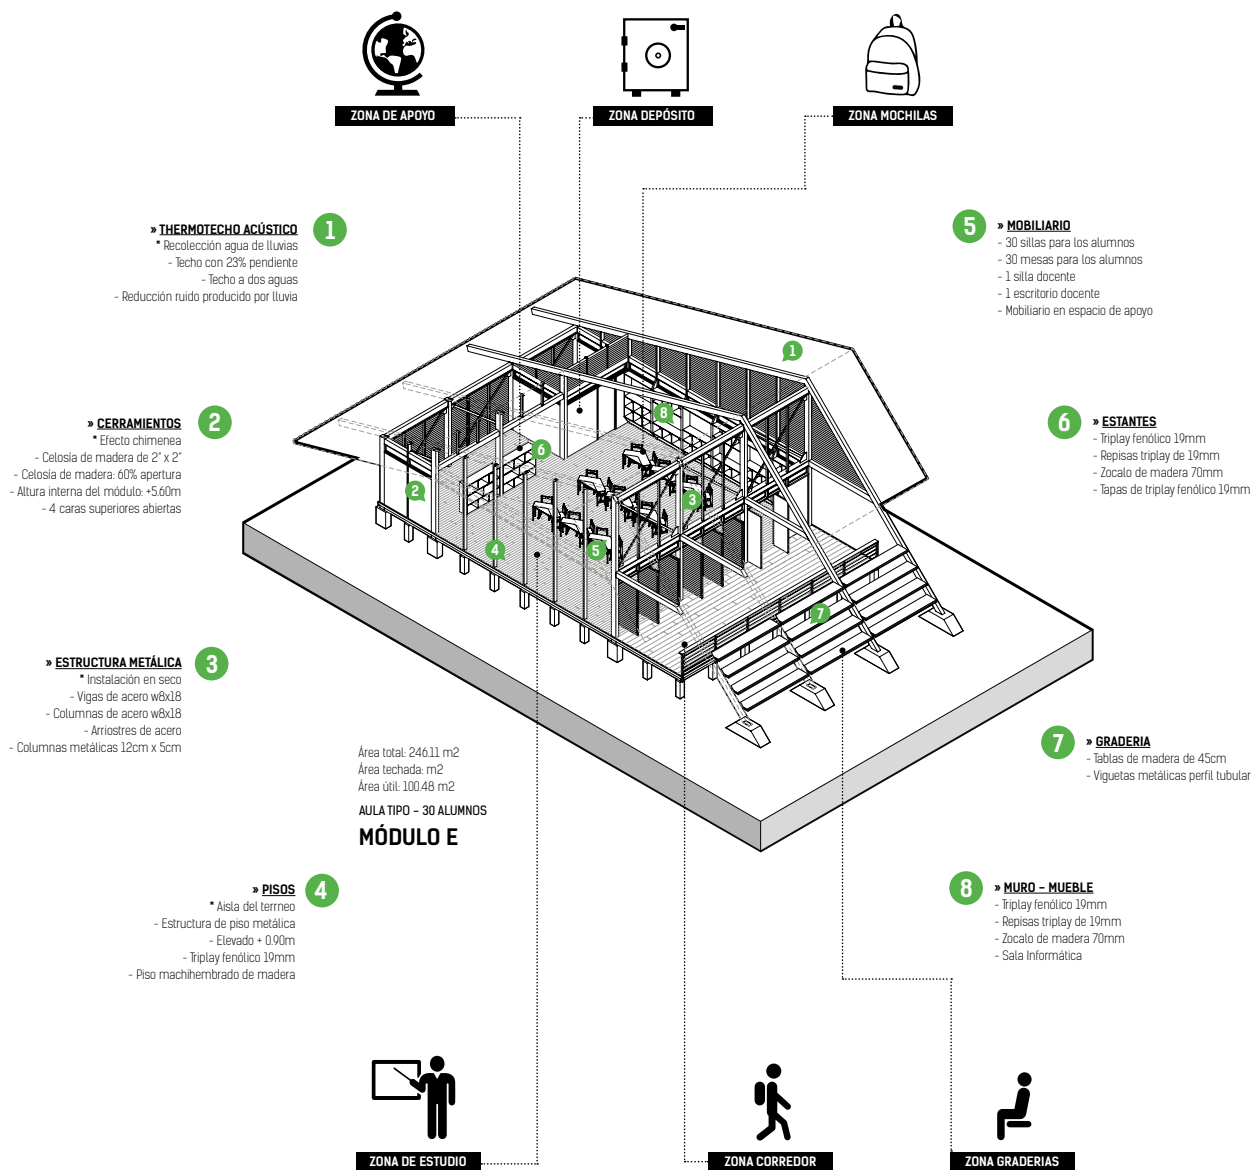 ZONA DE APOYO
ZONA DEPÓSITO
ZONA MOCHILAS
1
» THERMOTECHO ACÚSTICO
* Recolección agua de lluvias
- Techo con 23% pendiente
- Techo a dos aguas
- Reducción ruido producido por lluvia
2
» CERRAMIENTOS
* Efecto chimenea
- Celosía de madera de 2" x 2"
- Celosía de madera: 60% apertura
- Altura interna del módulo: +5.60m
- 4 caras superiores abiertas
3
» ESTRUCTURA METÁLICA
* Instalación en seco
- Vigas de acero w8x18
- Columnas de acero w8x18
- Arriostres de acero
- Columnas metálicas 12cm x 5cm
4
» PISOS
* Aisla del terrneo
- Estructura de piso metálica
- Elevado + 0.90m
- Triplay fenólico 19mm
- Piso machihembrado de madera
5
» MOBILIARIO
- 30 sillas para los alumnos
- 30 mesas para los alumnos
- 1 silla docente
- 1 escritorio docente
- Mobiliario en espacio de apoyo
6
» ESTANTES
- Triplay fenólico 19mm
- Repisas triplay de 19mm
- Zocalo de madera 70mm
- Tapas de triplay fenólico 19mm
7
» GRADERIA
- Tablas de madera de 45cm
- Viguetas metálicas perfil tubular
8
» MURO - MUEBLE
- Triplay fenólico 19mm
- Repisas triplay de 19mm
- Zocalo de madera 70mm
- Sala Informática
1
8
6
2
3
4
5
7
Área total: 246.11 m2
Área techada: m2
Área útil: 100.48 m2
AULA TIPO - 30 ALUMNOS
MÓDULO E
ZONA DE ESTUDIO
ZONA CORREDOR
ZONA GRADERIAS